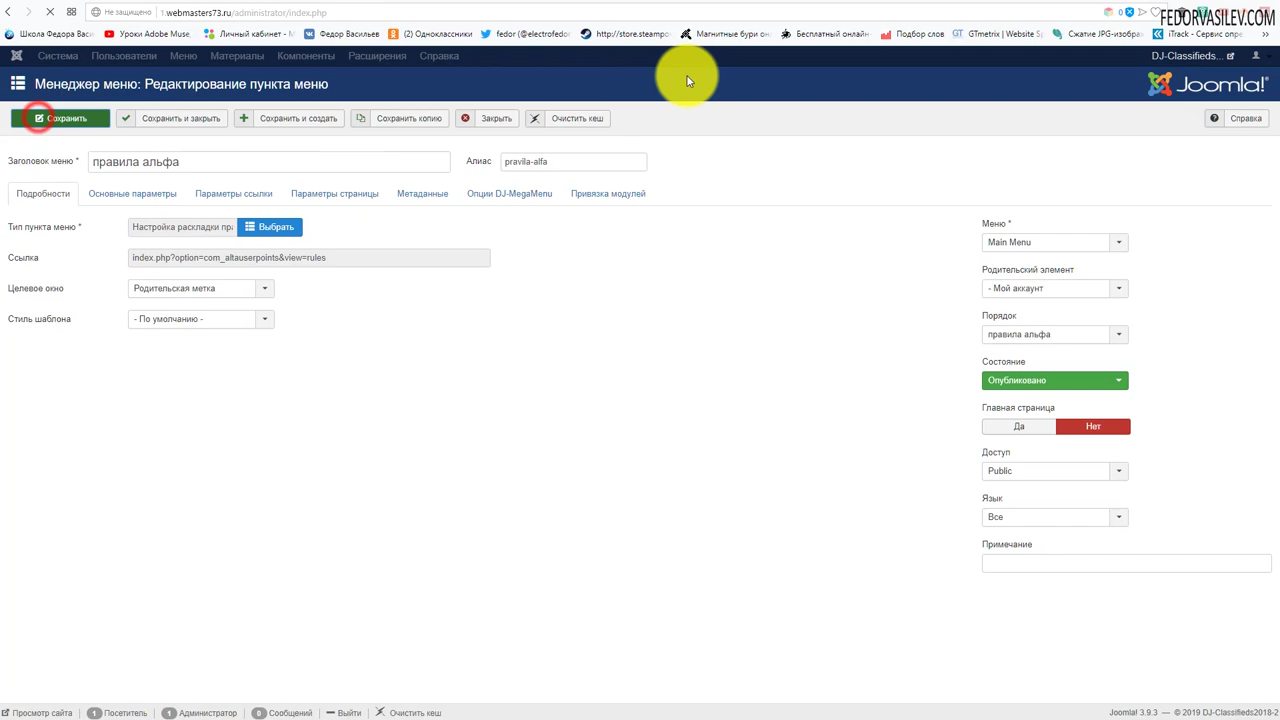 Не защищено 1.webmasters73.ru/administrator/index.php
FEDORVASILEV.COM
Школа Федора Васил Уроки Adobe Muse, Личный кабинет - М Федор Васильев (2) Одноклассники fedor (@electrofedor http://store.steampo Магнитные бури он Бесплатный онлайн Подбор слов GTmetrix | Website S Сжатие JPG-изобра iTrack - Сервис опре
Система Пользователи Меню Материалы Компоненты Расширения Справка DJ-Classifieds...
Менеджер меню: Редактирование пункта меню Joomla!®
Сохранить Сохранить и закрыть Сохранить и создать Сохранить копию Закрыть Очистить кеш Справка
Заголовок меню * правила альфа Алиас pravila-alfa
Подробности Основные параметры Параметры ссылки Параметры страницы Метаданные Опции DJ-MegaMenu Привязка модулей
Тип пункта меню * Настройка раскладки пра Выбрать
Ссылка index.php?option=com_altauserpoints&view=rules
Целевое окно Родительская метка
Стиль шаблона - По умолчанию -
Меню *
Main Menu
Родительский элемент
- Мой аккаунт
Порядок
правила альфа
Состояние
Опубликовано
Главная страница
Да Нет
Доступ
Public
Язык
Все
Примечание
Просмотр сайта 1 Посетитель 1 Администратор 0 Сообщений Выйти Очистить кеш Joomla! 3.9.3 — © 2019 DJ-Classifieds2018-2